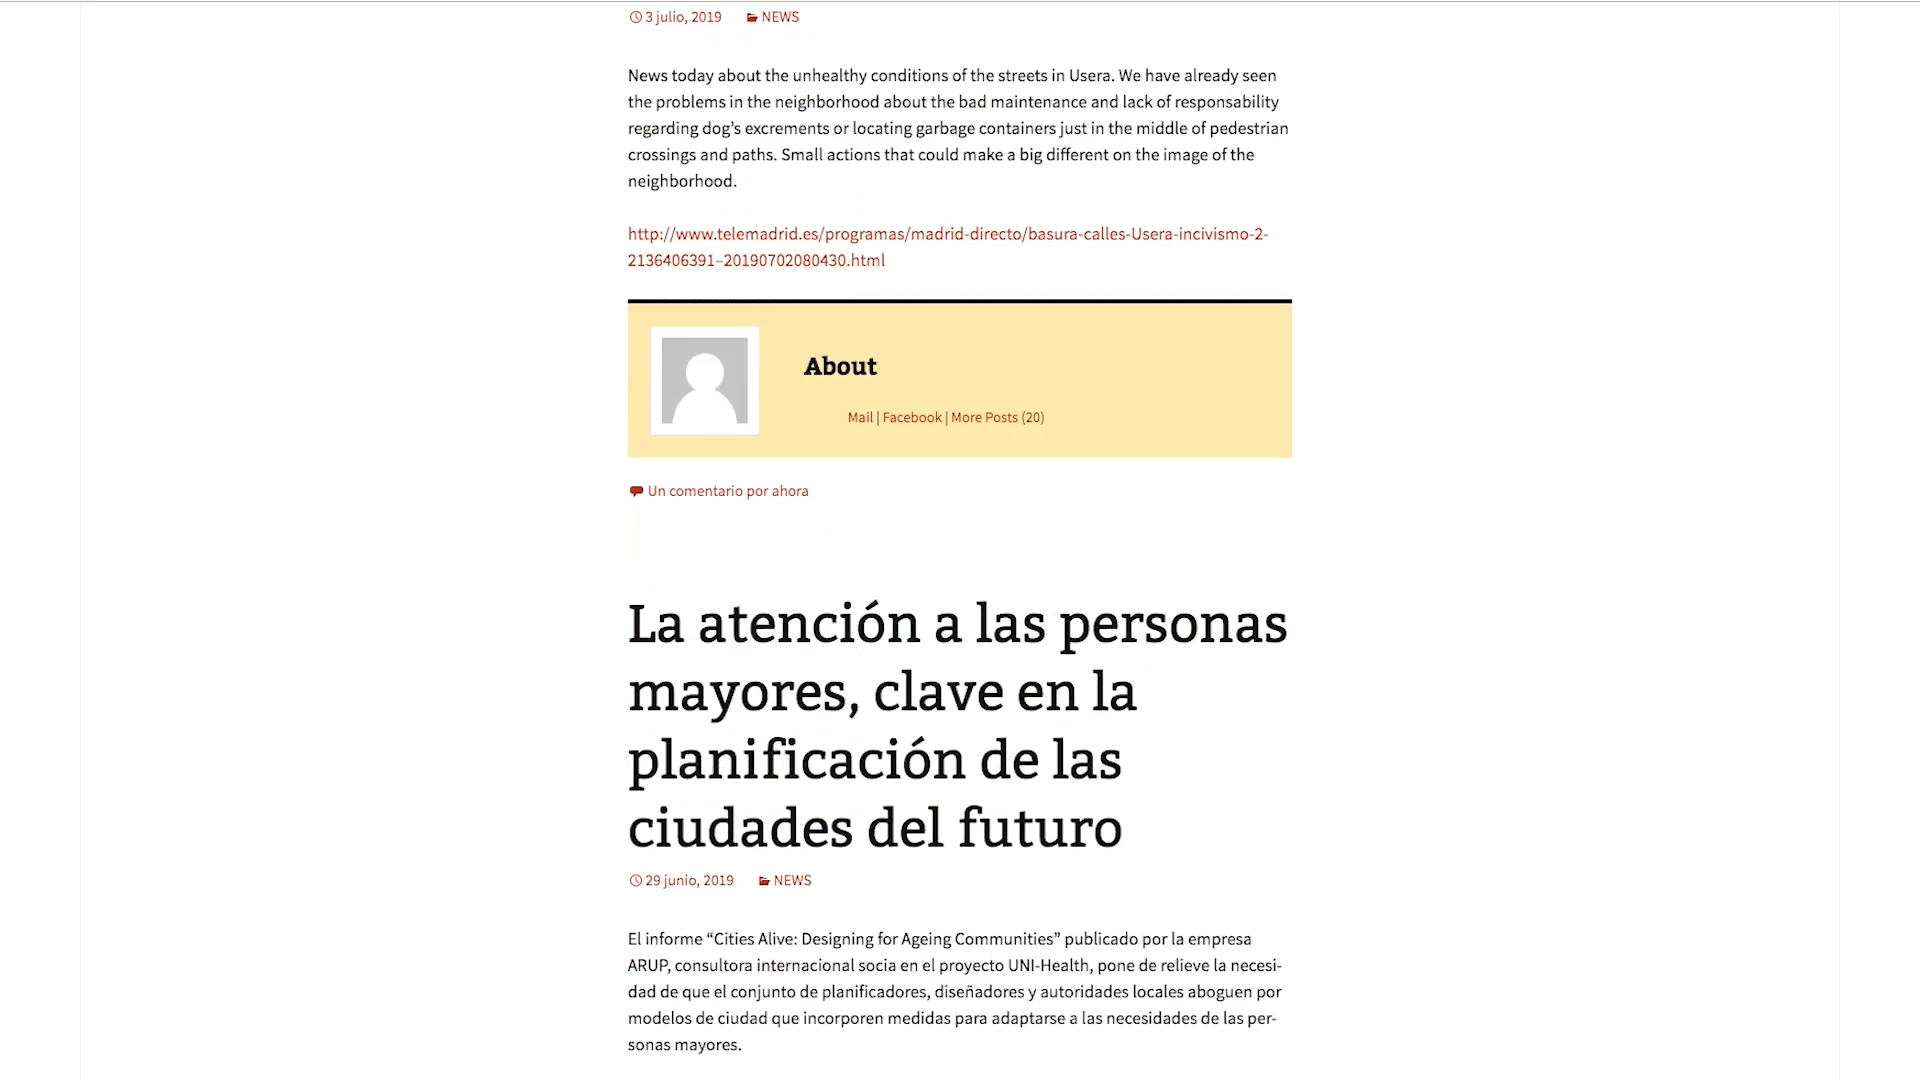 3 julio, 2019 NEWS
News today about the unhealthy conditions of the streets in Usera. We have already seen
the problems in the neighborhood about the bad maintenance and lack of responsability
regarding dog’s excrements or locating garbage containers just in the middle of pedestrian
crossings and paths. Small actions that could make a big different on the image of the
neighborhood.
http://www.telemadrid.es/programas/madrid-directo/basura-calles-Usera-incivismo-2-
2136406391–20190702080430.html
About
Mail | Facebook | More Posts (20)
Un comentario por ahora
La atención a las personas
mayores, clave en la
planificación de las
ciudades del futuro
29 junio, 2019 NEWS
El informe “Cities Alive: Designing for Ageing Communities” publicado por la empresa
ARUP, consultora internacional socia en el proyecto UNI-Health, pone de relieve la necesi-
dad de que el conjunto de planificadores, diseñadores y autoridades locales aboguen por
modelos de ciudad que incorporen medidas para adaptarse a las necesidades de las per-
sonas mayores.